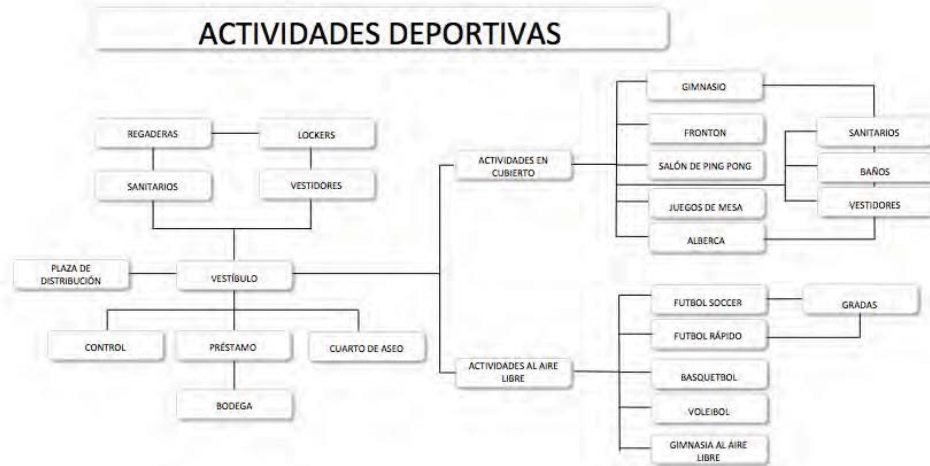 ACTIVIDADES DEPORTIVAS
REGADERAS
LOCKERS
SANITARIOS
VESTIDORES
PLAZA DE
DISTRIBUCIÓN
VESTÍBULO
CONTROL
PRÉSTAMO
CUARTO DE ASEO
BODEGA
ACTIVIDADES EN
CUBIERTO
GIMNASIO
FRONTON
SALÓN DE PING PONG
JUEGOS DE MESA
ALBERCA
SANITARIOS
BAÑOS
VESTIDORES
ACTIVIDADES AL AIRE
LIBRE
FUTBOL SOCCER
FUTBOL RÁPIDO
BASQUETBOL
VOLEIBOL
GIMNASIA AL AIRE
LIBRE
GRADAS